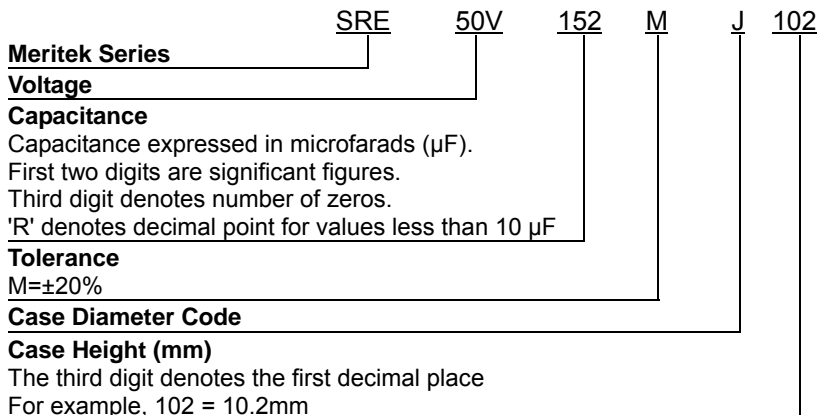 SRE 50V 152 M J 102
Meritek Series
Voltage
Capacitance
Capacitance expressed in microfarads (µF).
First two digits are significant figures.
Third digit denotes number of zeros.
'R' denotes decimal point for values less than 10 µF
Tolerance
M=±20%
Case Diameter Code
Case Height (mm)
The third digit denotes the first decimal place
For example, 102 = 10.2mm